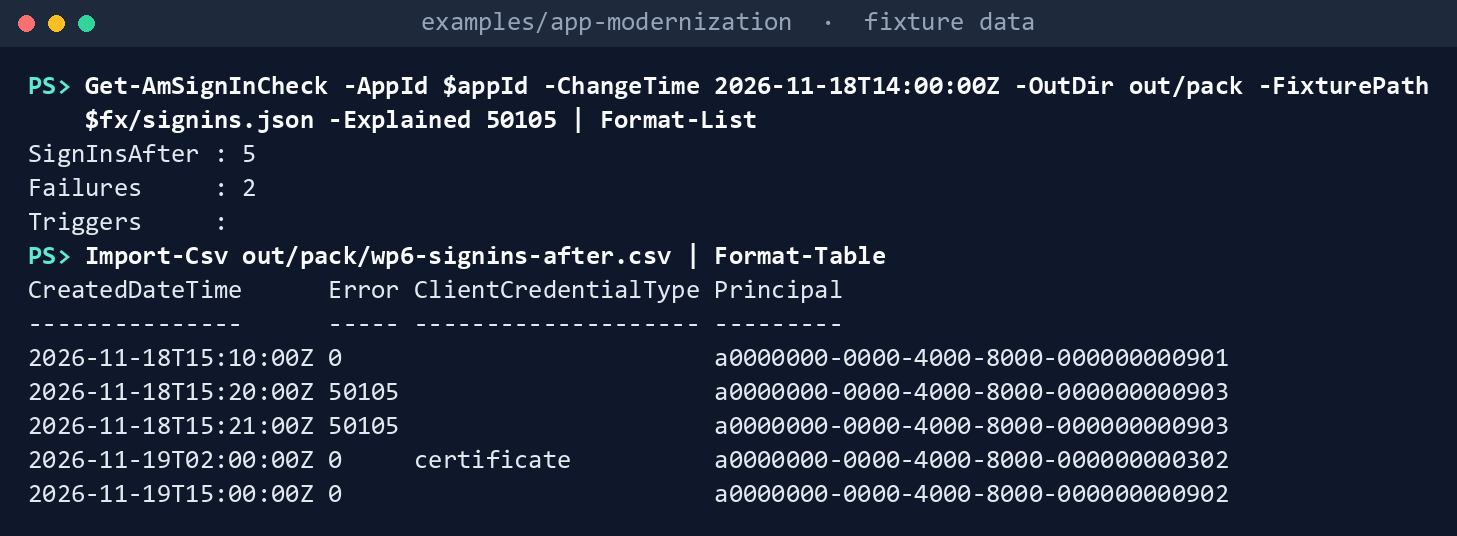 examples/app-modernization · fixture data
PS> Get-AmSignInCheck -AppId $appId -ChangeTime 2026-11-18T14:00:00Z -OutDir out/pack -FixturePath
$fx/signins.json -Explained 50105 | Format-List
SignInsAfter : 5
Failures : 2
Triggers :
PS> Import-Csv out/pack/wp6-signins-after.csv | Format-Table
CreatedDateTime Error ClientCredentialType Principal
--------------- ----- -------------------- ---------
2026-11-18T15:10:00Z 0 a0000000-0000-4000-8000-000000000901
2026-11-18T15:20:00Z 50105 a0000000-0000-4000-8000-000000000903
2026-11-18T15:21:00Z 50105 a0000000-0000-4000-8000-000000000903
2026-11-19T02:00:00Z 0 certificate a0000000-0000-4000-8000-000000000302
2026-11-19T15:00:00Z 0 a0000000-0000-4000-8000-000000000902